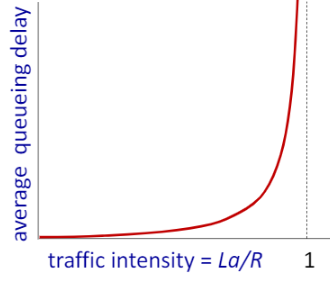 average queueing delay
traffic intensity = La/R 1